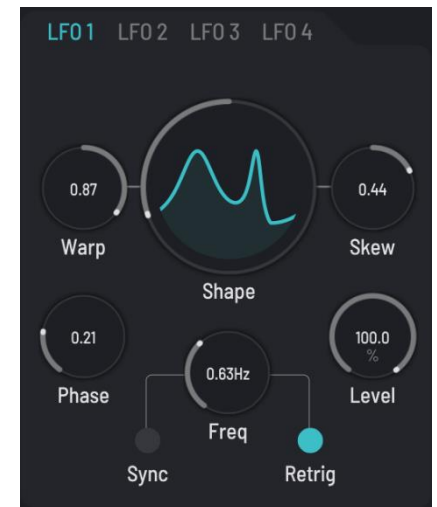 LFO 1 LFO 2 LFO 3 LFO 4
0.87
0.44
Warp
Skew
Shape
0.21
100.0
%
0.63Hz
Phase
Level
Freq
Sync
Retrig